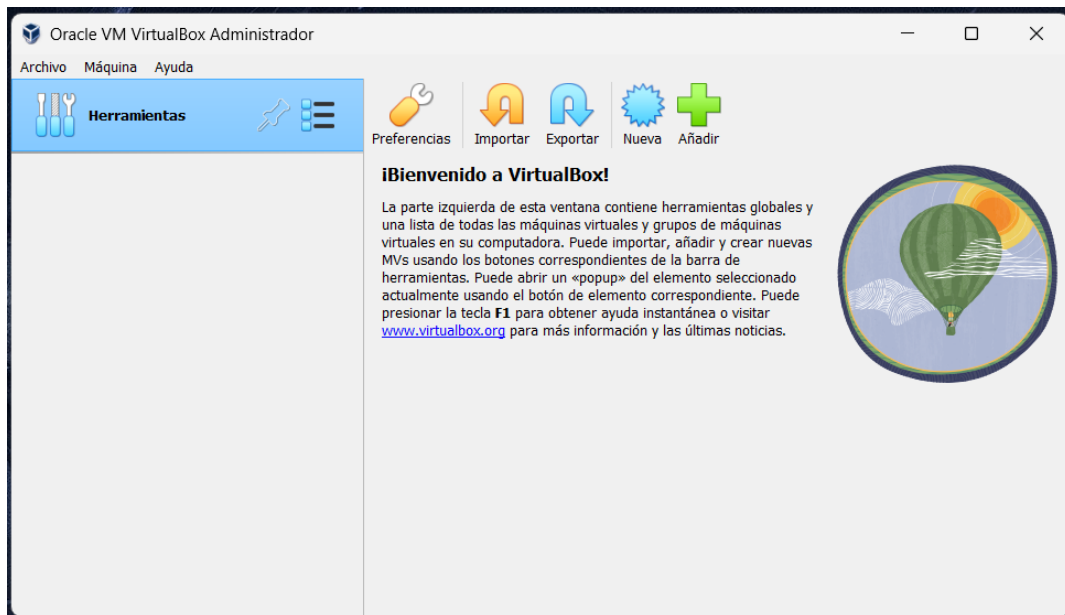 Oracle VM VirtualBox Administrador
Archivo Máquina Ayuda
Herramientas
Preferencias Importar Exportar Nueva Añadir
¡Bienvenido a VirtualBox!
La parte izquierda de esta ventana contiene herramientas globales y
una lista de todas las máquinas virtuales y grupos de máquinas
virtuales en su computadora. Puede importar, añadir y crear nuevas
MVs usando los botones correspondientes de la barra de
herramientas. Puede abrir un «popup» del elemento seleccionado
actualmente usando el botón de elemento correspondiente. Puede
presionar la tecla F1 para obtener ayuda instantánea o visitar
www.virtualbox.org para más información y las últimas noticias.